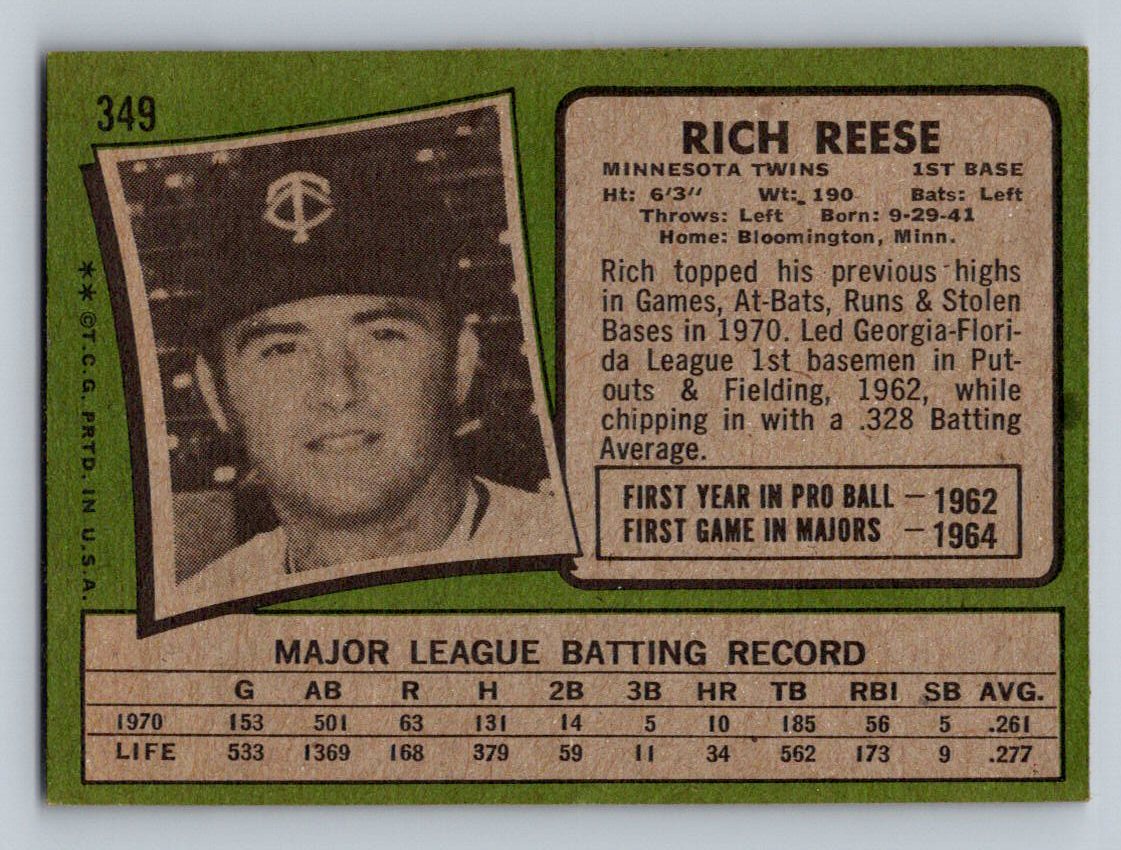 349
RICH REESE
MINNESOTA TWINS 1ST BASE
Ht: 6'3" Wt: 190 Bats: Left
Throws: Left Born: 9-29-41
Home: Bloomington, Minn.
Rich topped his previous highs
in Games, At-Bats, Runs & Stolen
Bases in 1970. Led Georgia-Flori-
da League 1st basemen in Put-
outs & Fielding, 1962, while
chipping in with a .328 Batting
Average.
FIRST YEAR IN PRO BALL — 1962
FIRST GAME IN MAJORS — 1964
**©T.C.G. PRTD. IN U.S.A.
TC
MAJOR LEAGUE BATTING RECORD
G AB R H 2B 3B HR TB RBI SB AVG.
1970 153 501 63 131 14 5 10 185 56 5 .261
LIFE 533 1369 168 379 59 11 34 562 173 9 .277